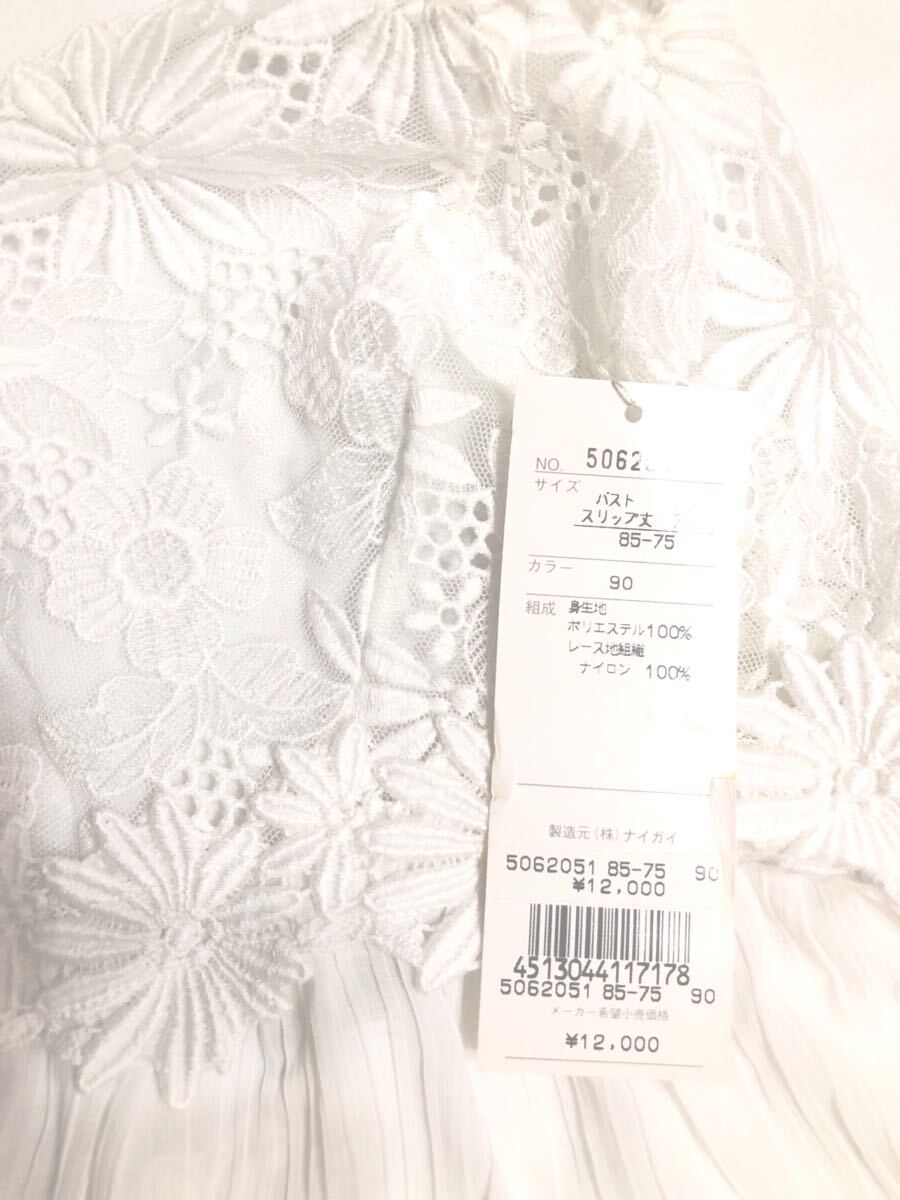 NO. 5062
サイズ バスト
スリップ丈
85-75
カラー 90
組成 身生地
ポリエステル100%
レース地組織
ナイロン 100%
製造元(株)ナイガイ
5062051 85-75 90
¥12,000
4513044117178
5062051 85-75 90
メーカー希望小売価格
¥12,000